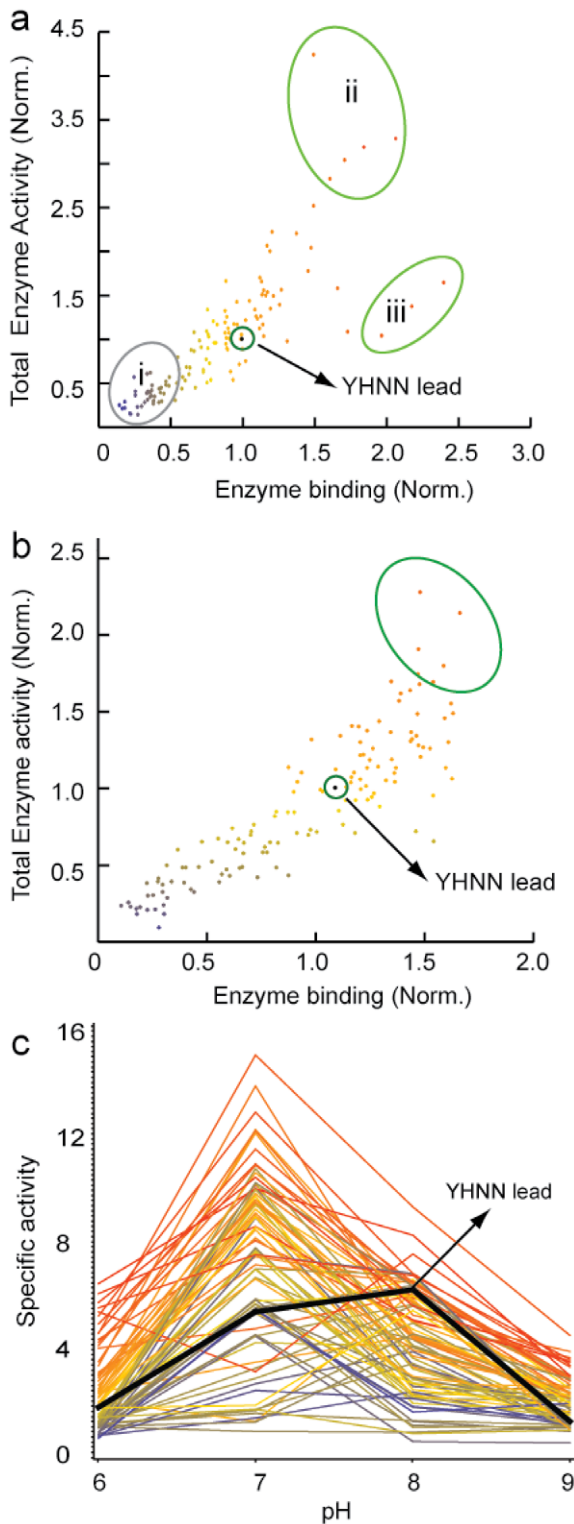 a
4.5
3.5
2.5
1.5
0.5
Total Enzyme Activity (Norm.)
ii
iii
i
YHNN lead
0 0.5 1.0 1.5 2.0 2.5 3.0
Enzyme binding (Norm.)
b
2.5
2.0
1.5
1.0
0.5
Total Enzyme activity (Norm.)
YHNN lead
0 0.5 1.0 1.5 2.0
Enzyme binding (Norm.)
c
16
12
8
4
0
Specific activity
YHNN lead
6 7 8 9
pH